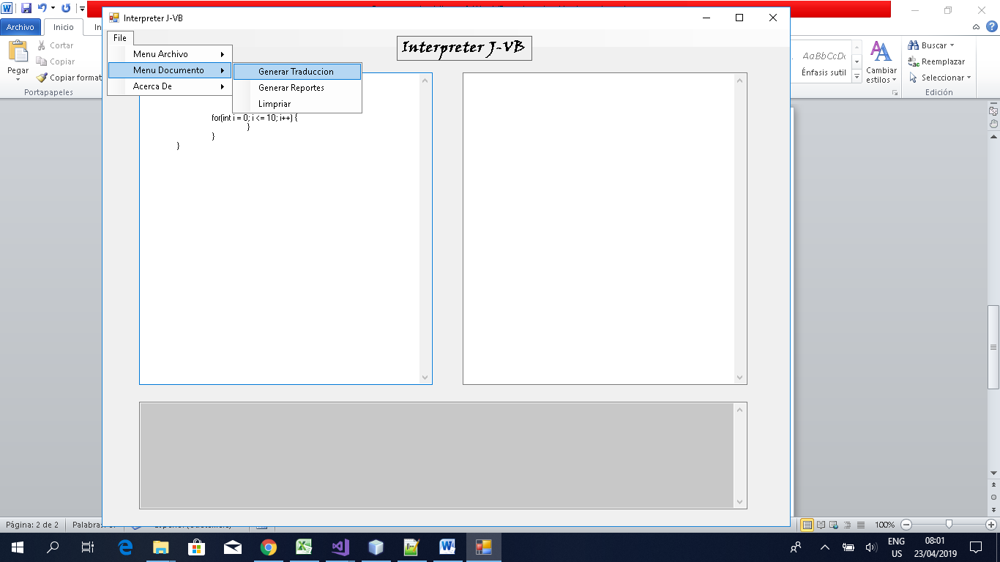 Interpreter J-VB
Archivo
Inicio
In
File
Interpreter J-VB
Cortar
Copiar
Copiar format
Pegar
Portapapeles
Menu Archivo
Menu Documento
Acerca De
Generar Traduccion
Generar Reportes
Limpriar
for(int i = 0; i <= 10; i++) {
}
}
}
AaBbCcDc
Énfasis sutil
Cambiar
estilos
Buscar
Reemplazar
Seleccionar
Edición
Página: 2 de 2
Palabras:
100%
ENG
US
08:01
23/04/2019